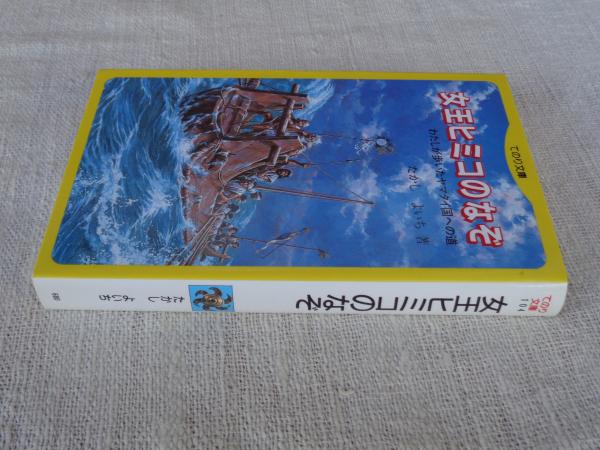 てのり文庫
女王ヒミコのなぞ
わたしが歩いたヤマタイ国への道
たかし よいち 著
てのり
文庫
104
女王ヒミコのなぞ
たかし よいち